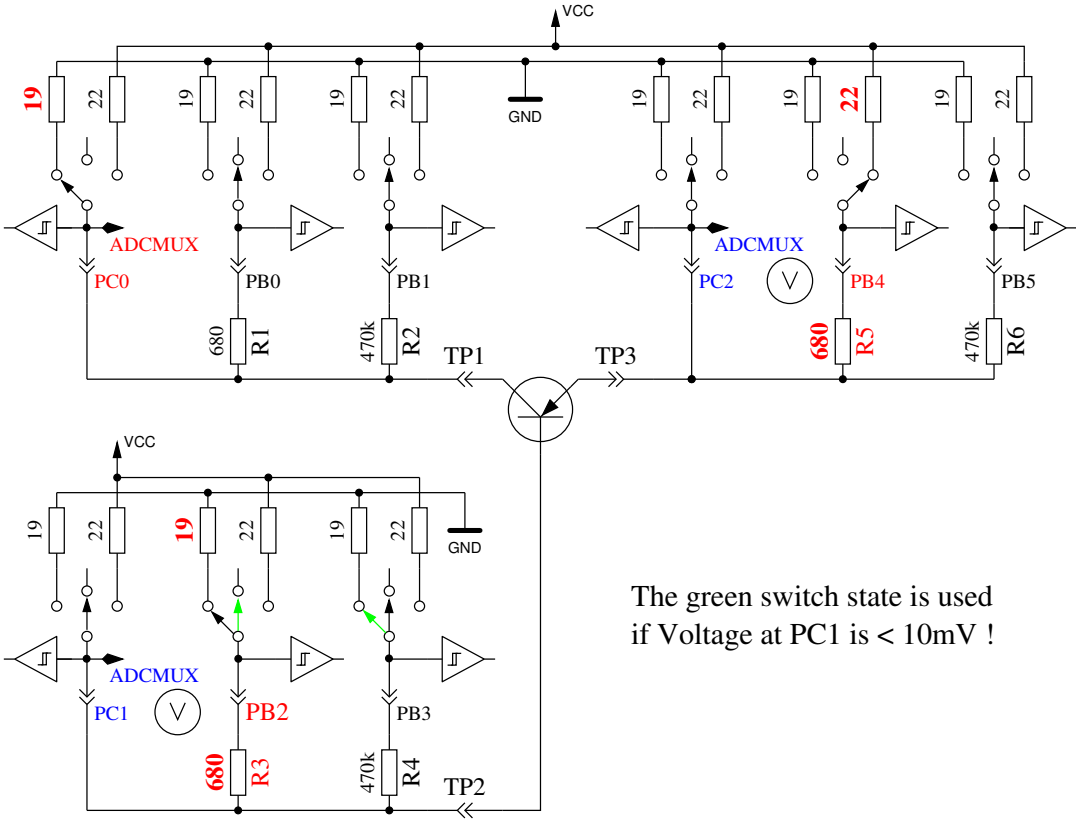 VCC
19
22
19
22
19
22
GND
19
22
19
22
19
22
ADCMUX
ADCMUX
PC0
PB0
PB1
PC2
V
PB4
PB5
680
R1
470k
R2
680
R5
470k
R6
TP1
TP3
VCC
19
22
19
22
19
22
GND
The green switch state is used
if Voltage at PC1 is < 10mV !
ADCMUX
PC1
V
PB2
PB3
680
R3
470k
R4
TP2